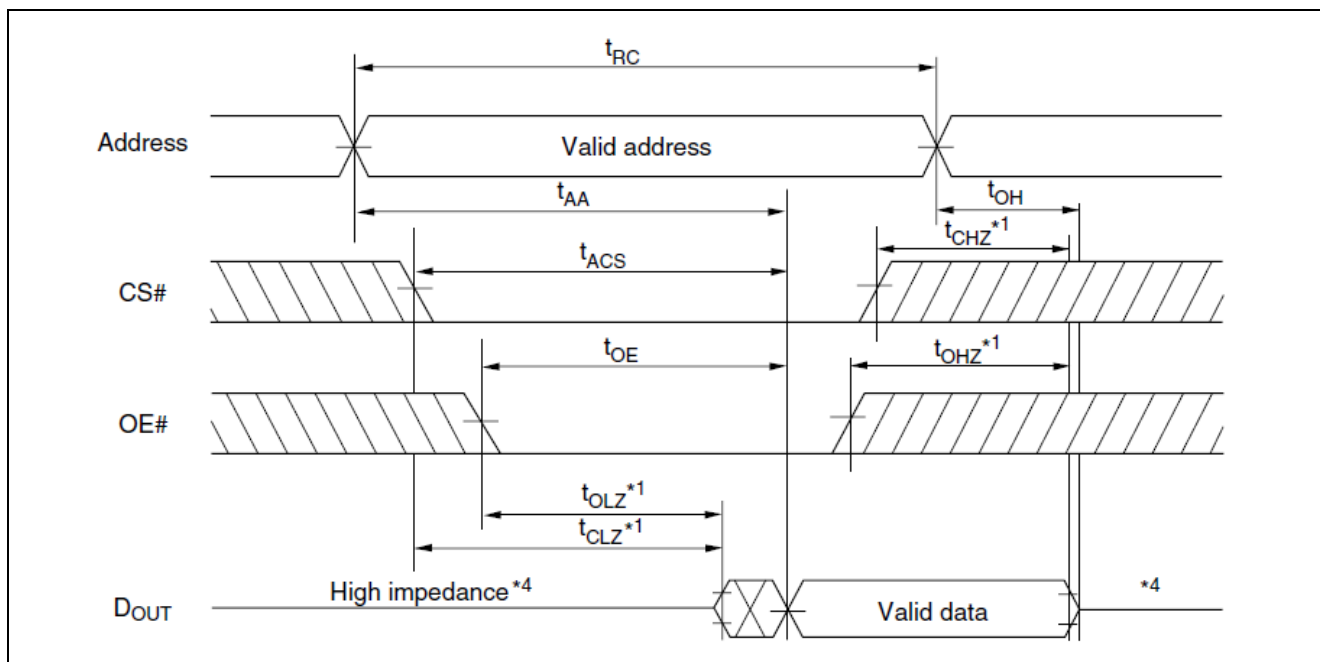 tRC
Address
Valid address
tAA
tOH
tCHZ*1
tACS
CS#
tOE
tOHZ*1
OE#
tOLZ*1
tCLZ*1
High impedance*4
*4
DOUT
Valid data